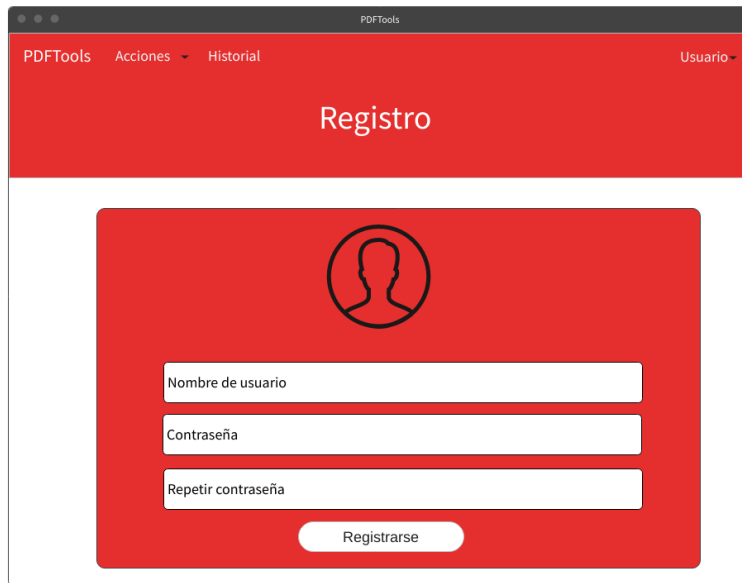 PDFTools
PDFTools Acciones Historial Usuario
Registro
Nombre de usuario
Contraseña
Repetir contraseña
Registrarse